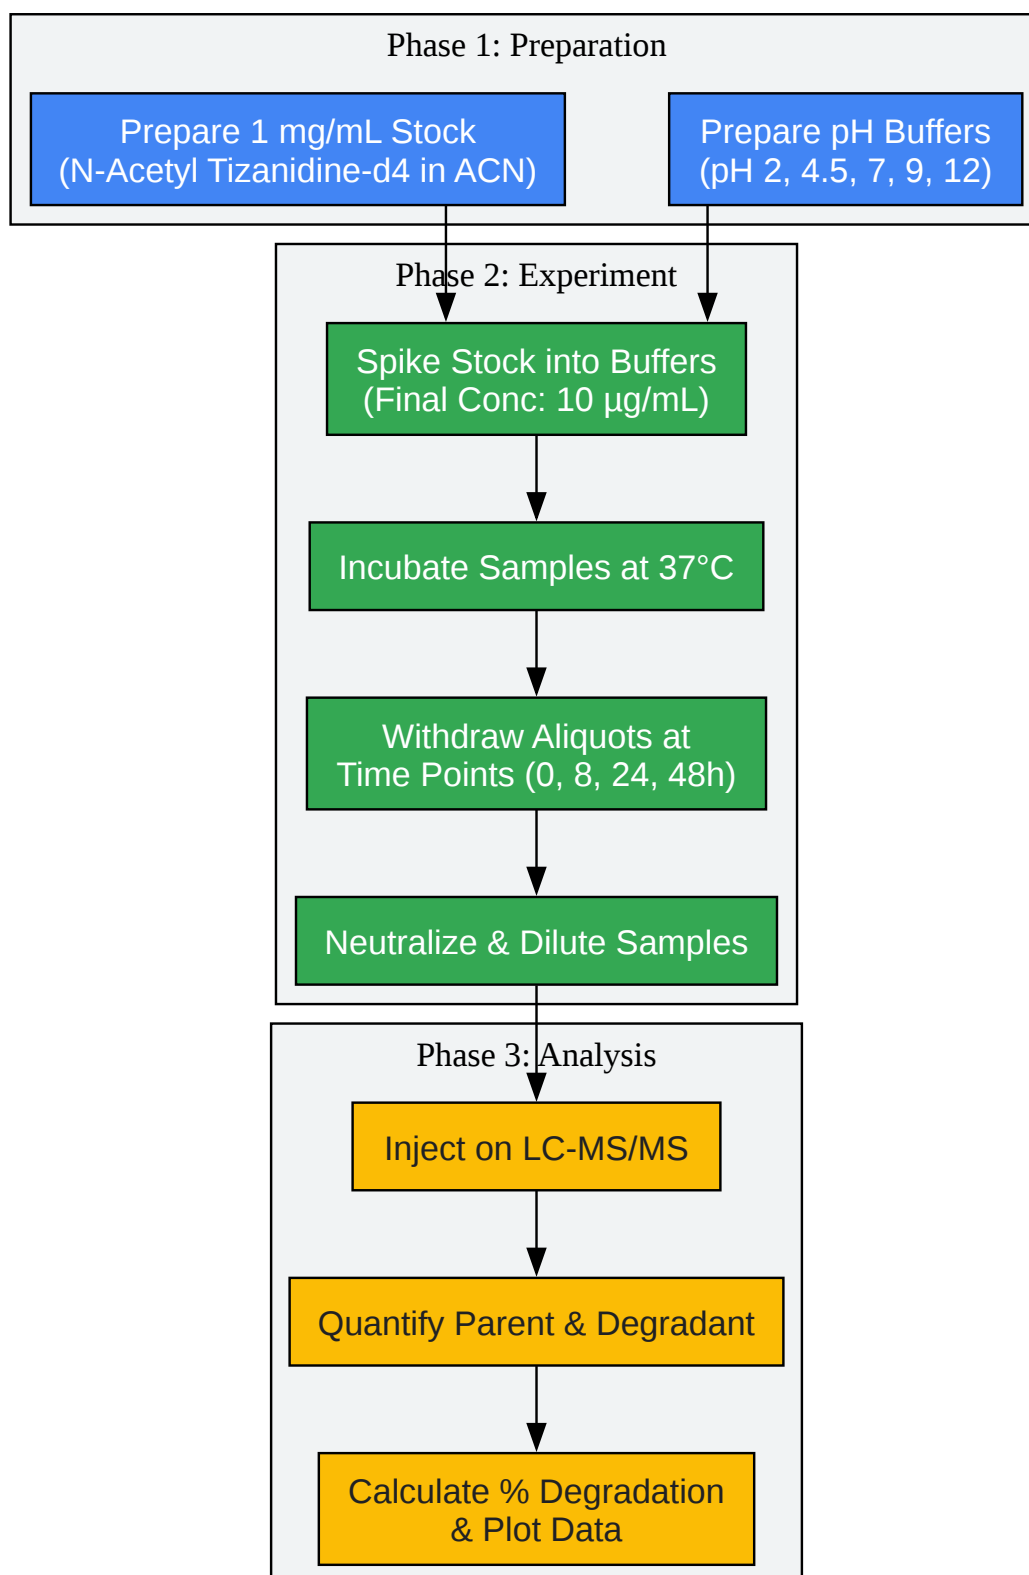 Phase 1: Preparation
Prepare 1 mg/mL Stock
(N-Acetyl Tizanidine-d4 in ACN)
Prepare pH Buffers
(pH 2, 4.5, 7, 9, 12)
Phase 2: Experiment
Spike Stock into Buffers
(Final Conc: 10 µg/mL)
Incubate Samples at 37°C
Withdraw Aliquots at
Time Points (0, 8, 24, 48h)
Neutralize & Dilute Samples
Phase 3: Analysis
Inject on LC-MS/MS
Quantify Parent & Degradant
Calculate % Degradation
& Plot Data